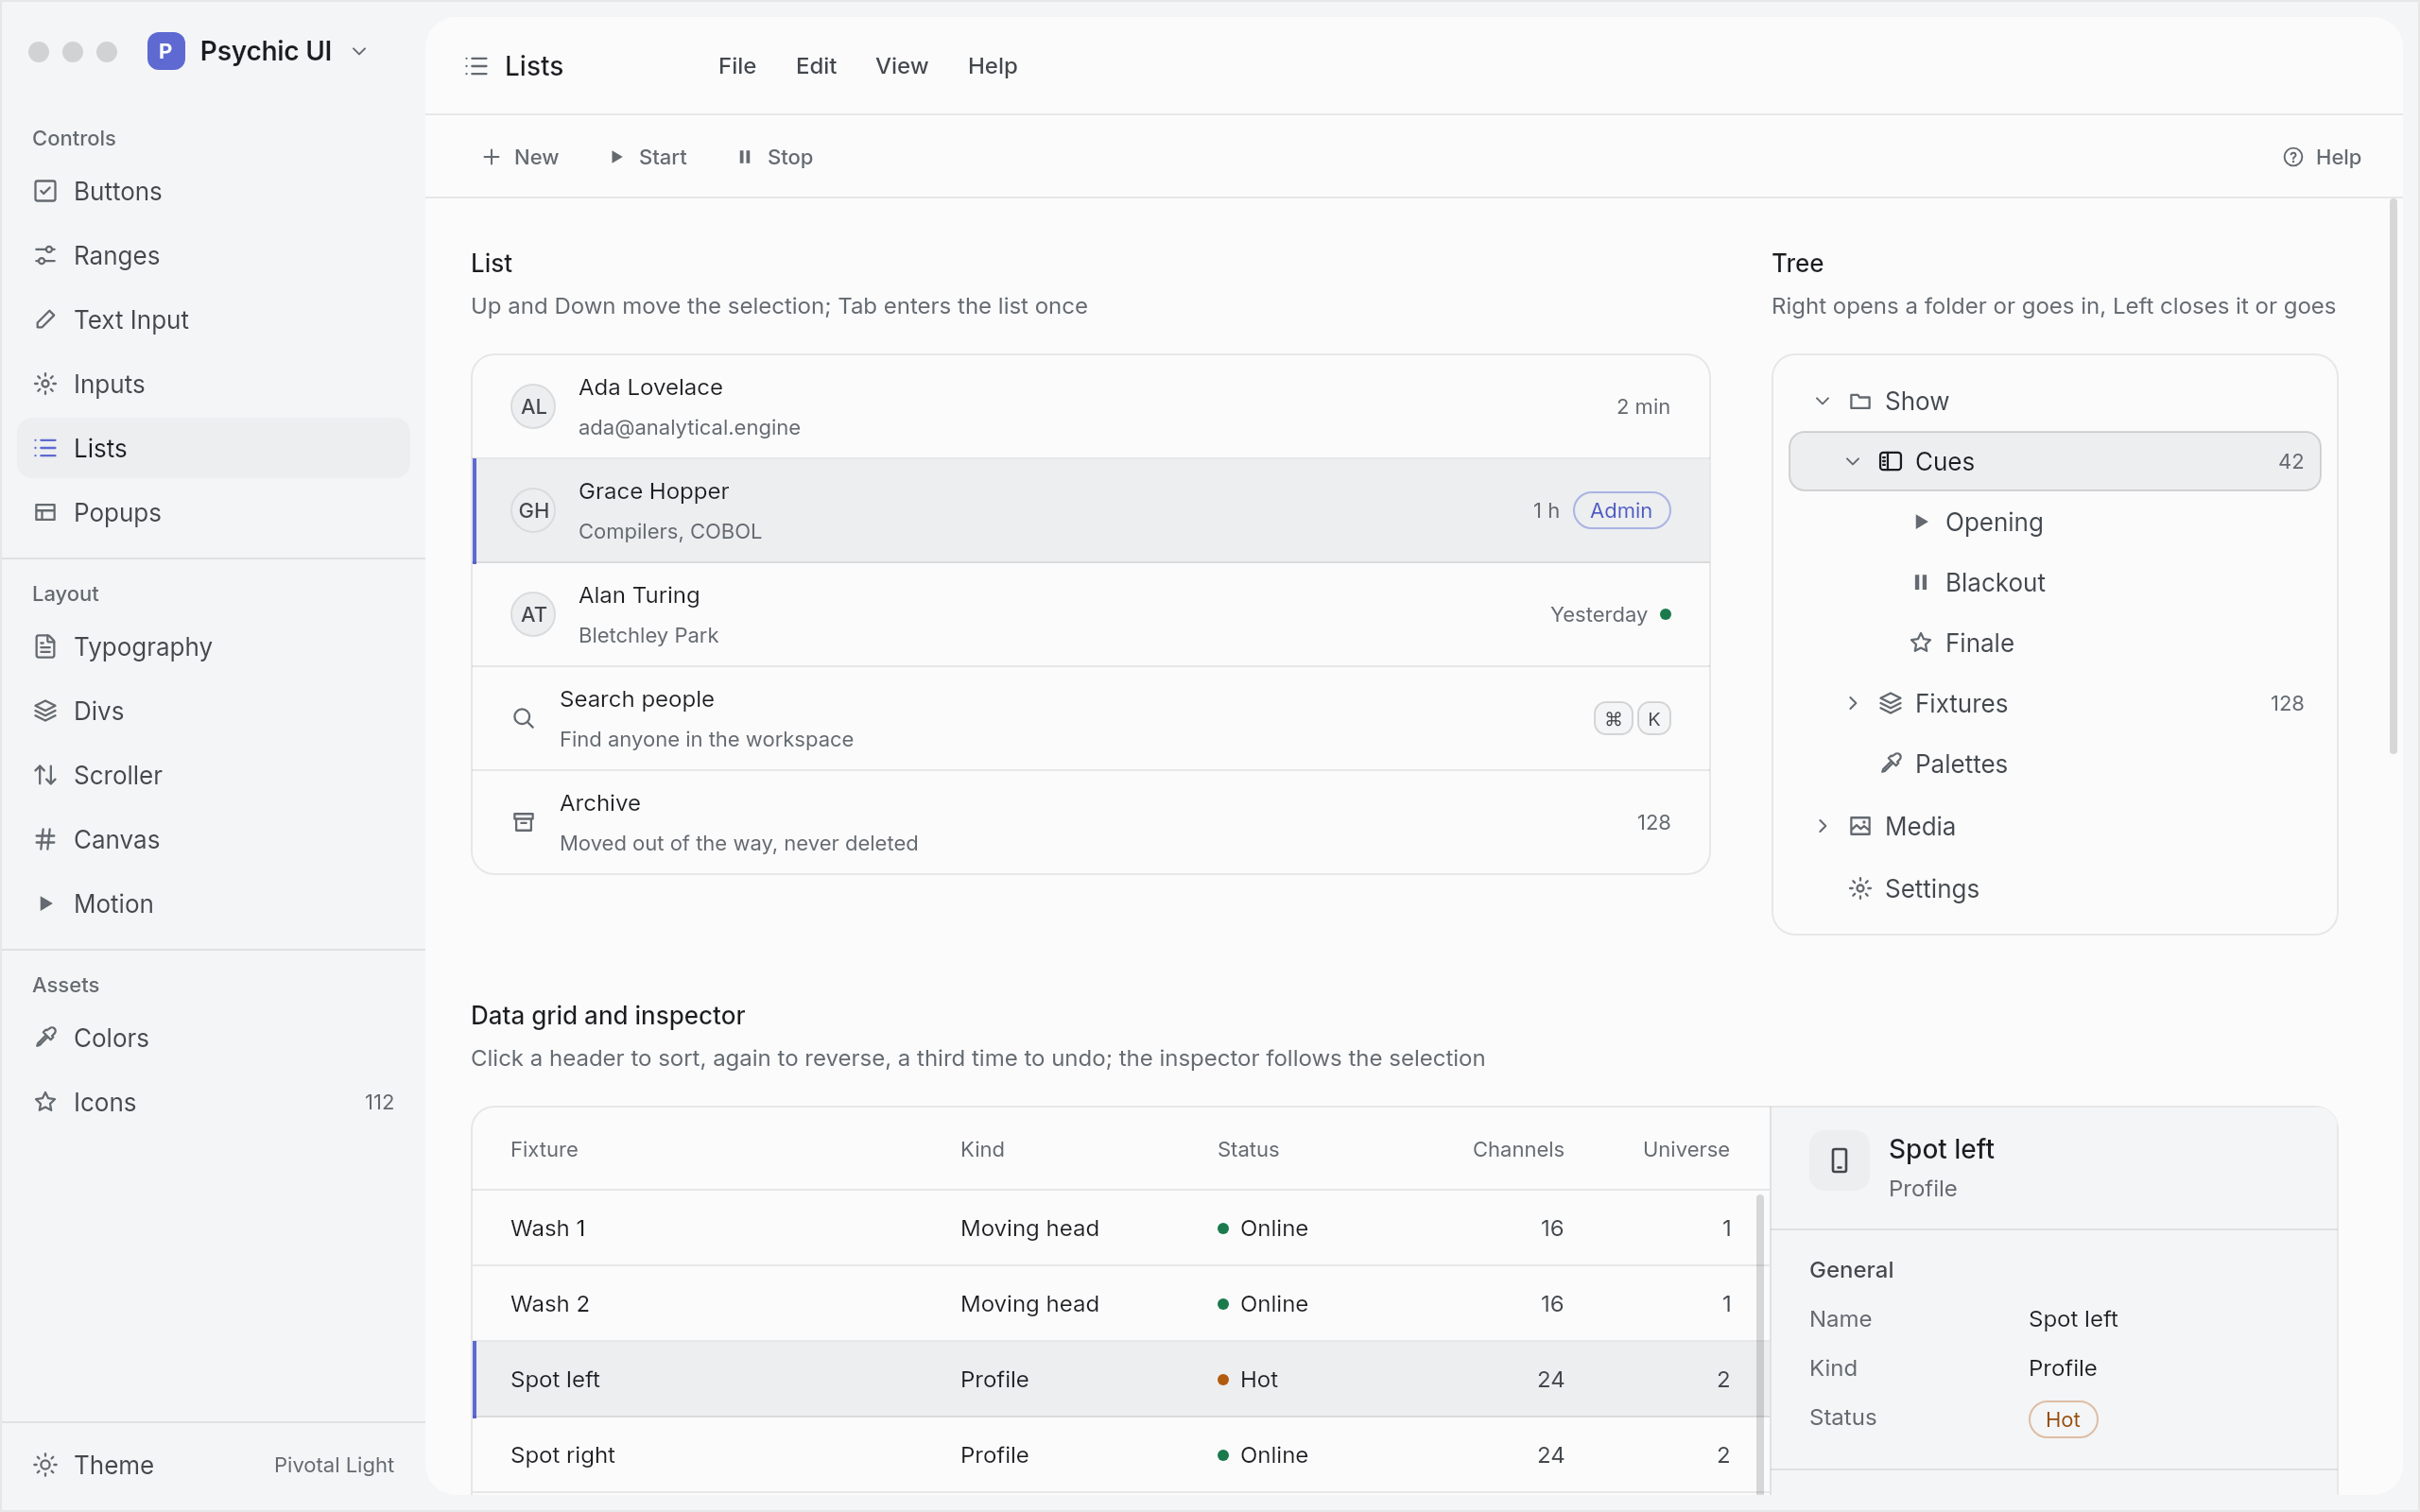 P Psychic UI
Controls
Buttons
Ranges
Text Input
Inputs
Lists
Popups
Layout
Typography
Divs
Scroller
Canvas
Motion
Assets
Colors
Icons 112
Theme Pivotal Light
Lists File Edit View Help
New Start Stop Help
List
Up and Down move the selection; Tab enters the list once
AL Ada Lovelace
ada@analytical.engine
2 min
GH Grace Hopper
Compilers, COBOL
1 h Admin
AT Alan Turing
Bletchley Park
Yesterday
Search people
Find anyone in the workspace
⌘ K
Archive
Moved out of the way, never deleted
128
Tree
Right opens a folder or goes in, Left closes it or goes
Show
Cues 42
Opening
Blackout
Finale
Fixtures 128
Palettes
Media
Settings
Data grid and inspector
Click a header to sort, again to reverse, a third time to undo; the inspector follows the selection
Fixture Kind Status Channels Universe
Wash 1 Moving head Online 16 1
Wash 2 Moving head Online 16 1
Spot left Profile Hot 24 2
Spot right Profile Online 24 2
Spot left
Profile
General
Name Spot left
Kind Profile
Status Hot